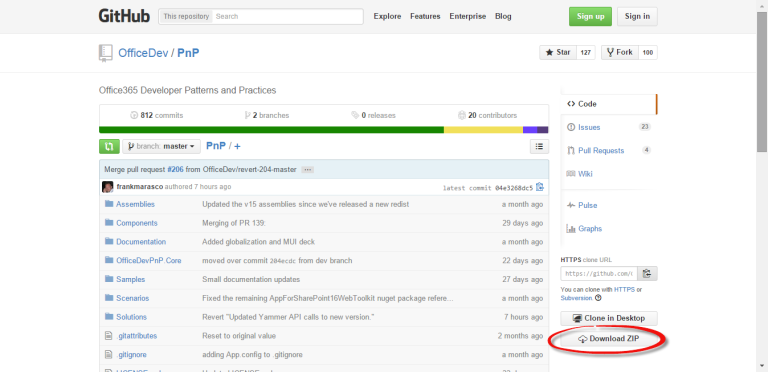 GitHub This repository Search Explore Features Enterprise Blog Sign up Sign in
OfficeDev / PnP Star 127 Fork 100
Office365 Developer Patterns and Practices
812 commits 2 branches 0 releases 20 contributors
branch: master PnP / +
Merge pull request #206 from OfficeDev/revert-204-master ...
frankmarasco authored 7 hours ago latest commit 04e3268dc5
Assemblies Updated the v15 assemblies since we've released a new redist a month ago
Components Merging of PR 139: 29 days ago
Documentation Added globalization and MUI deck a month ago
OfficeDevPnP.Core moved over commit 204ecdc from dev branch 22 days ago
Samples Small documentation updates 27 days ago
Scenarios Fixed the remaining AppForSharePoint16WebToolkit nuget package refere... a month ago
Solutions Revert "Updated Yammer API calls to new version." 7 hours ago
.gitattributes Reset to original value 2 months ago
.gitignore adding App.config to .gitignore a month ago
Code
Issues 23
Pull Requests 4
Wiki
Pulse
Graphs
HTTPS clone URL
https://github.com/
You can clone with HTTPS or
Subversion.
Clone in Desktop
Download ZIP